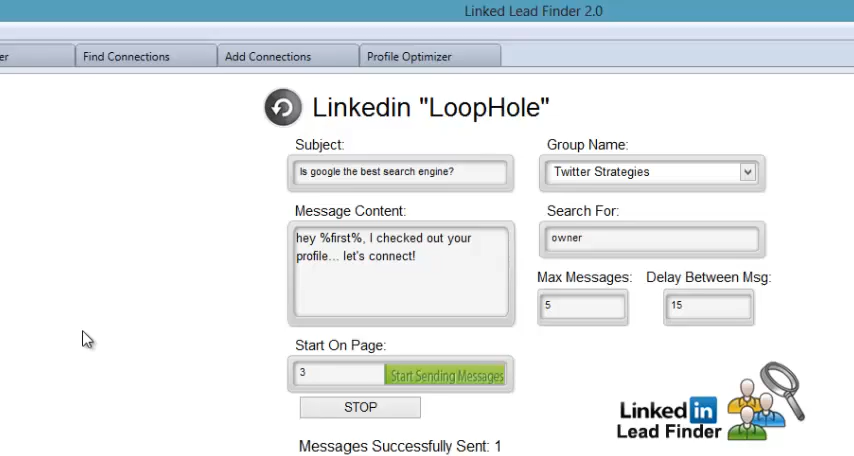 Linked Lead Finder 2.0
er
Find Connections
Add Connections
Profile Optimizer
Linkedin "LoopHole"
Subject:
Is google the best search engine?
Group Name:
Twitter Strategies
Message Content:
hey %first%, I checked out your
profile... let's connect!
Search For:
owner
Max Messages:
5
Delay Between Msg:
15
Start On Page:
3
Start Sending Messages
STOP
Messages Successfully Sent: 1
Linked in
Lead Finder